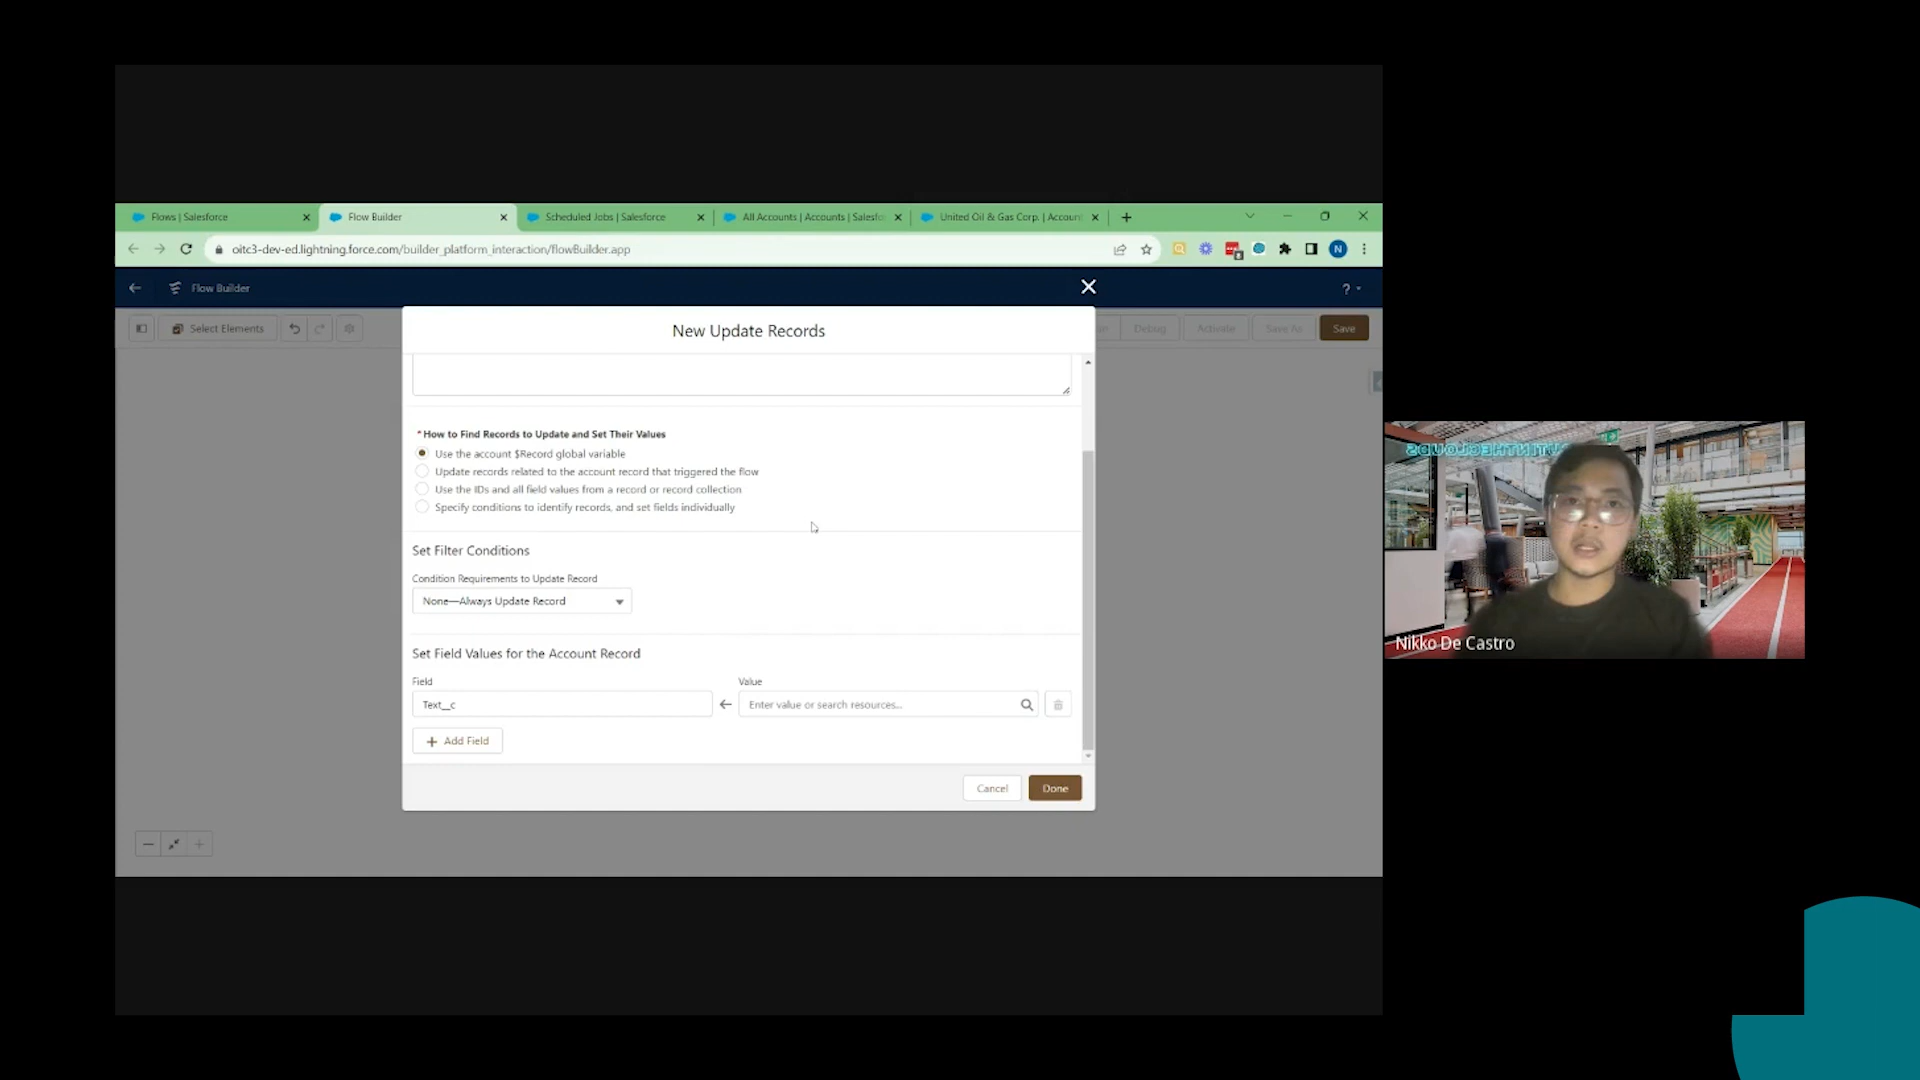 Flows | Salesforce
Flow Builder
Scheduled Jobs | Salesforce
All Accounts | Accounts | Salesfo
United Oil & Gas Corp. | Account
oitc3-dev-ed.lightning.force.com/builder_platform_interaction/flowBuilder.app
N
Flow Builder
?
Select Elements
Debug
Activate
Save As
Save
New Update Records
*How to Find Records to Update and Set Their Values
Use the account $Record global variable
Update records related to the account record that triggered the flow
Use the IDs and all field values from a record or record collection
Specify conditions to identify records, and set fields individually
Set Filter Conditions
Condition Requirements to Update Record
None—Always Update Record
Set Field Values for the Account Record
Field
Value
Text__c
Enter value or search resources...
+ Add Field
Cancel
Done
Nikko De Castro